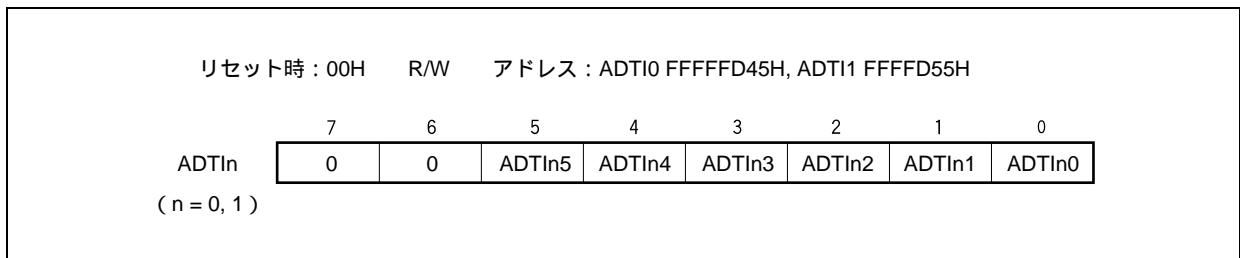 リセット時：00H R/W アドレス：ADTI0 FFFFFD45H, ADTI1 FFFFD55H
7 6 5 4 3 2 1 0
ADTIn 0 0 ADTIn5 ADTIn4 ADTIn3 ADTIn2 ADTIn1 ADTIn0
（n = 0, 1）